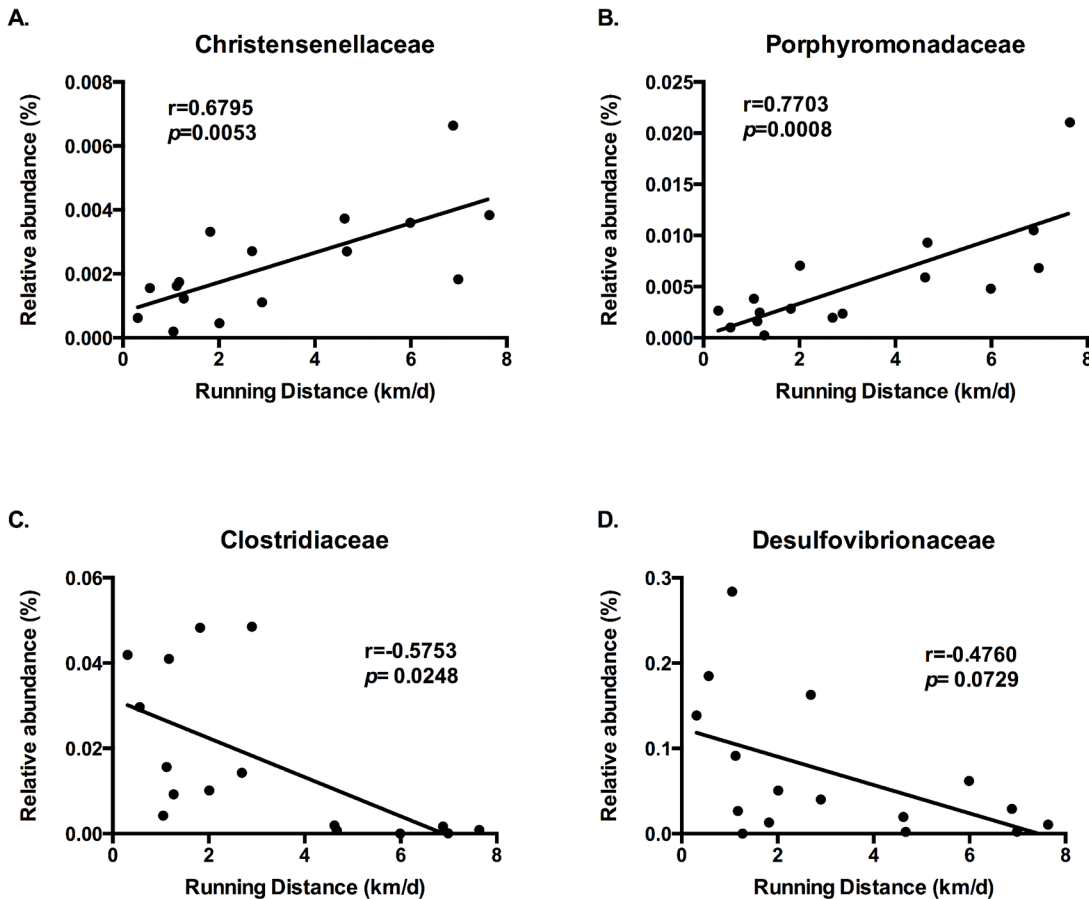 A.
Christensenellaceae
r=0.6795
p=0.0053
Relative abundance (%)
0.008
0.006
0.004
0.002
0.000
0 2 4 6 8
Running Distance (km/d)
B.
Porphyromonadaceae
r=0.7703
p=0.0008
Relative abundance (%)
0.025
0.020
0.015
0.010
0.005
0.000
0 2 4 6 8
Running Distance (km/d)
C.
Clostridiaceae
r=-0.5753
p= 0.0248
Relative abundance (%)
0.06
0.04
0.02
0.00
0 2 4 6 8
Running Distance (km/d)
D.
Desulfovibrionaceae
r=-0.4760
p= 0.0729
Relative abundance (%)
0.3
0.2
0.1
0.0
0 2 4 6 8
Running Distance (km/d)